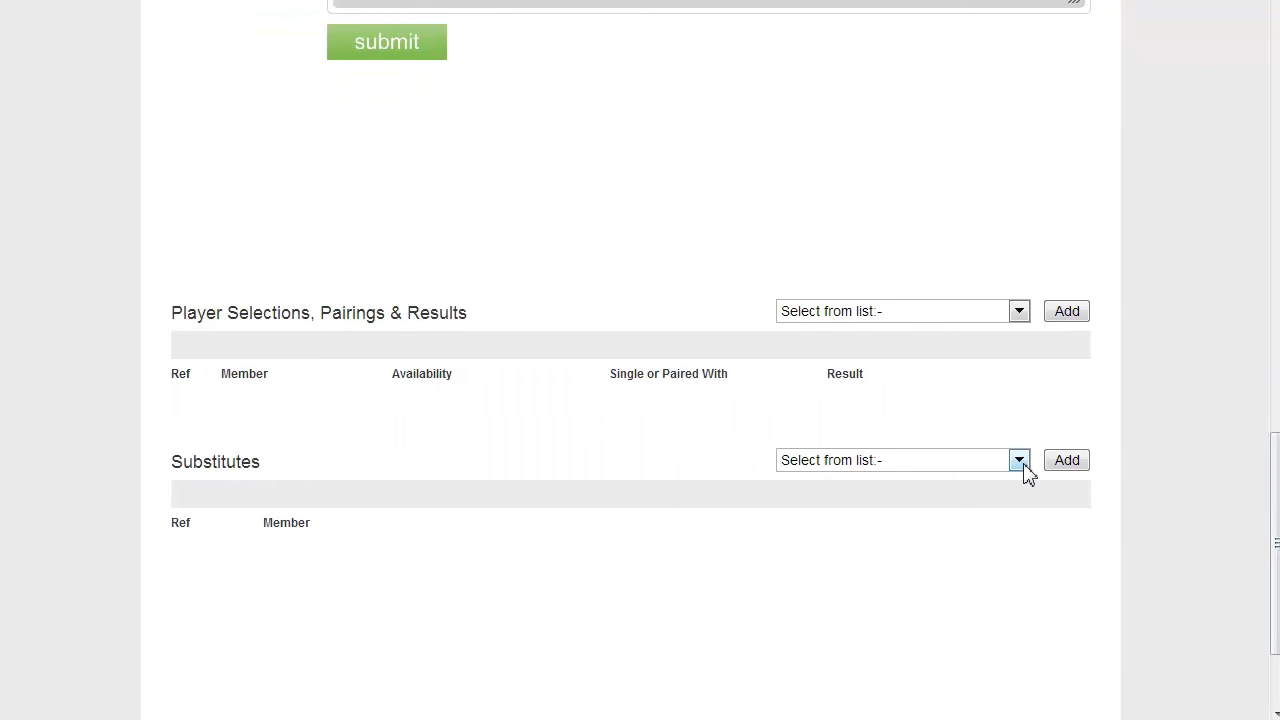 submit
Player Selections, Pairings & Results
Select from list:-
Add
Ref Member Availability Single or Paired With Result
Substitutes
Select from list:-
Add
Ref Member